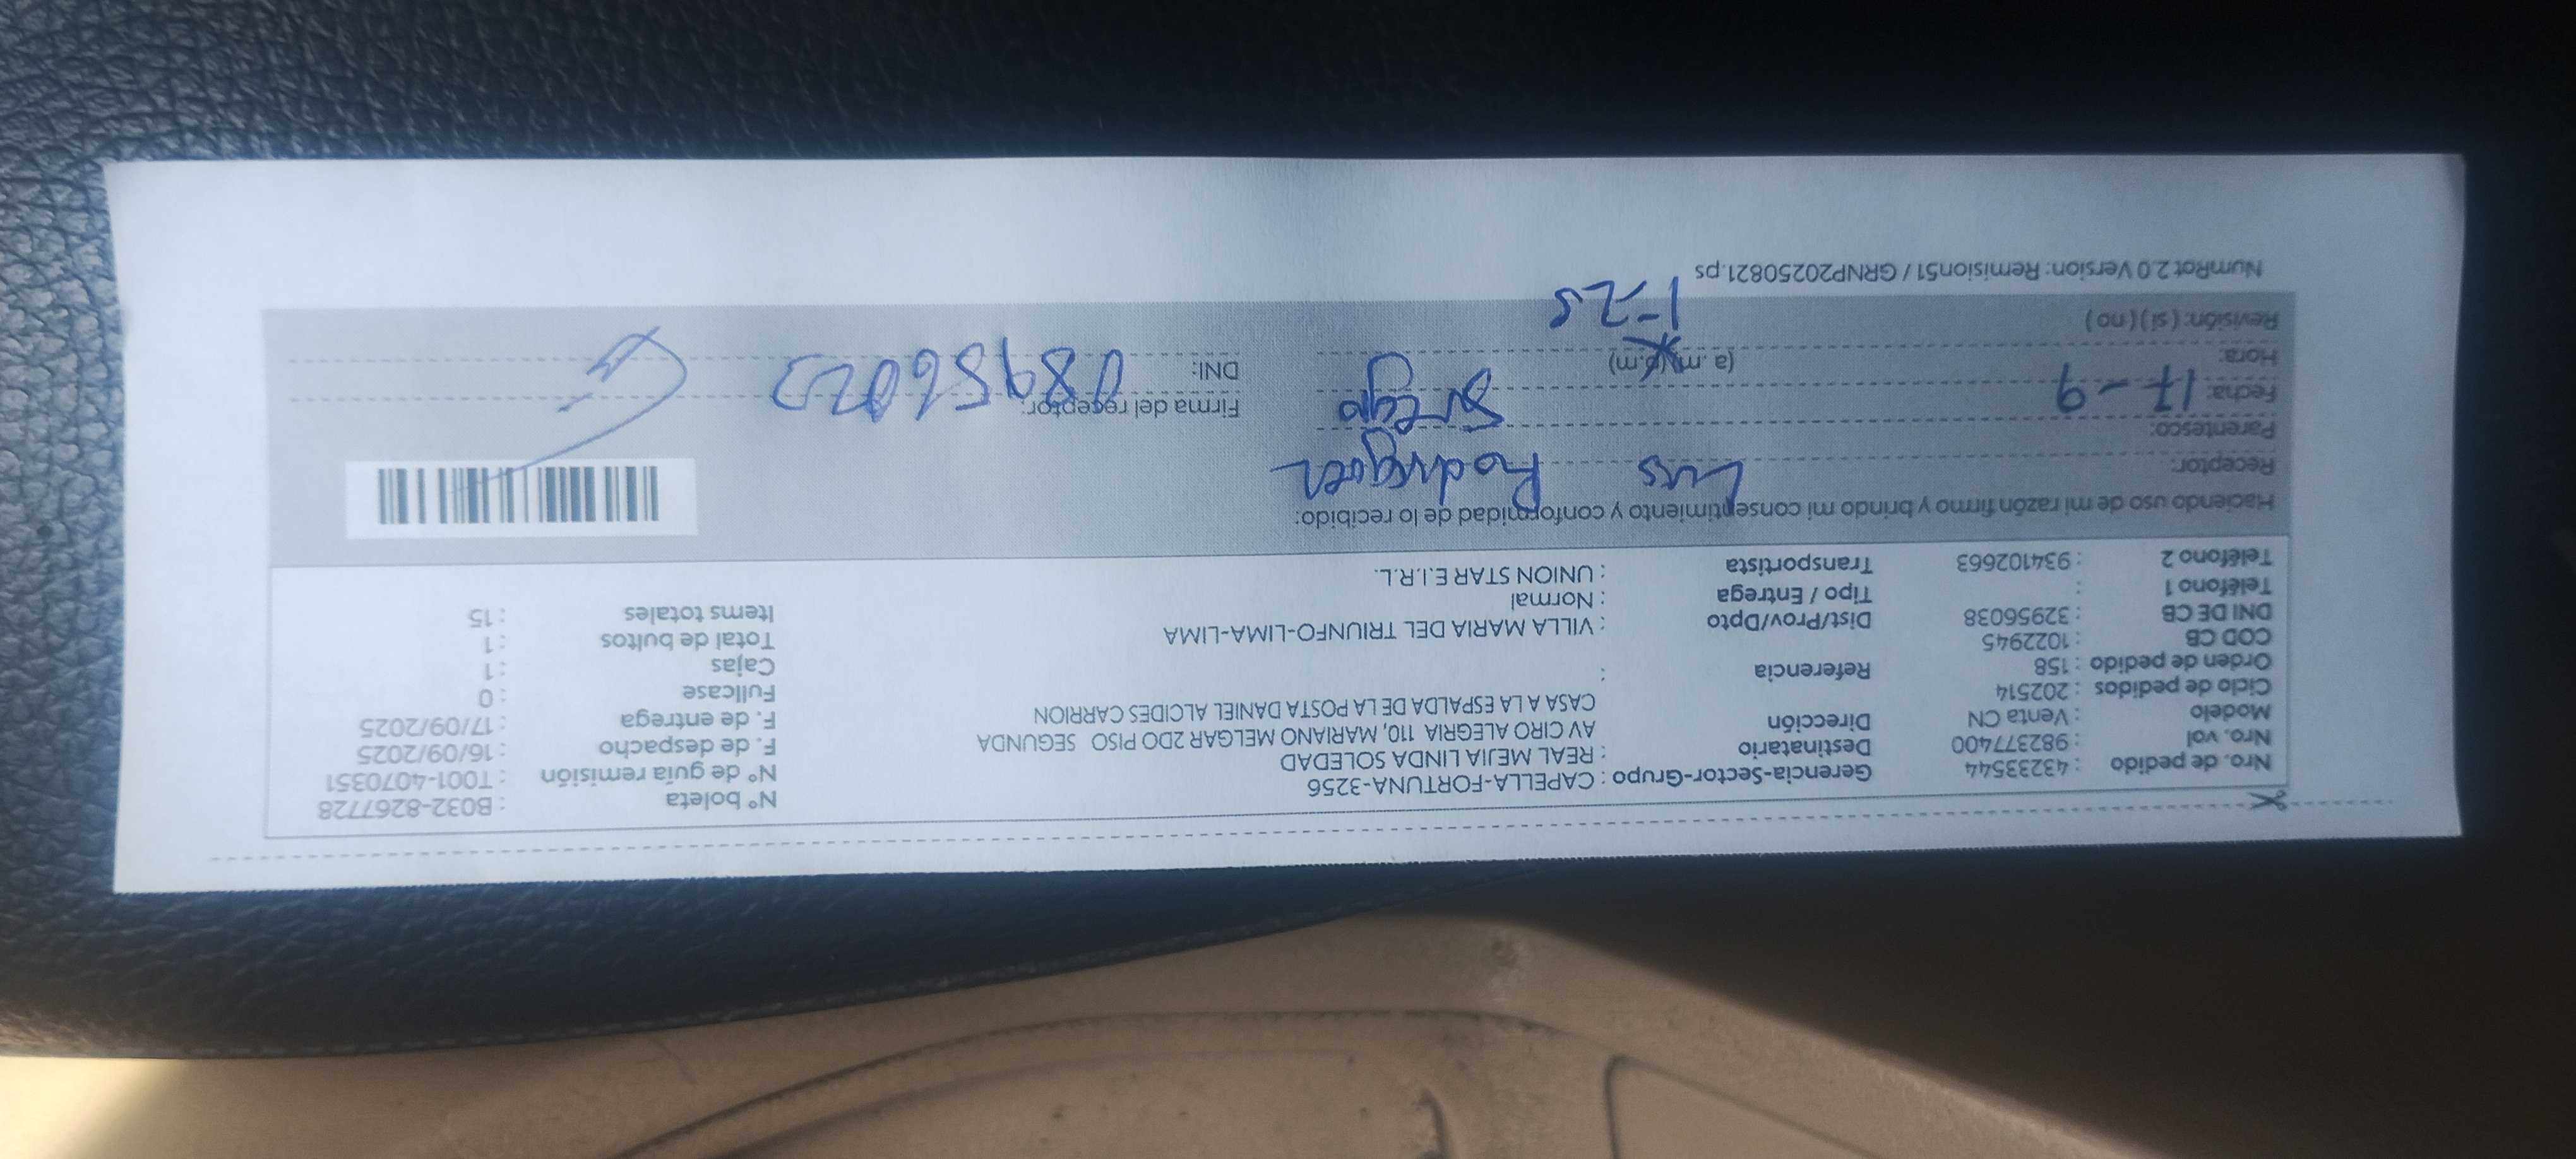 Nro. de pedido : 43233544 Gerencia-Sector-Grupo : CAPELLA-FORTUNA-3256 N° boleta : B032-8267728
Nro. vol : 982377400 Destinatario : REAL MEJIA LINDA SOLEDAD N° de guía remisión : T001-4070351
Modelo : Venta CN Dirección AV CIRO ALEGRIA 110, MARIANO MELGAR 2DO PISO SEGUNDA F. de despacho : 16/09/2025
Ciclo de pedidos : 202514 CASA A LA ESPALDA DE LA POSTA DANIEL ALCIDES CARRION F. de entrega : 17/09/2025
Orden de pedido : 158 Referencia : Fullcase : 0
COD CB : 1022945 Cajas : 1
DNI DE CB : 32956038 Dist/Prov/Dpto : VILLA MARIA DEL TRIUNFO-LIMA-LIMA Total de bultos : 1
Teléfono 1 : Tipo / Entrega : Normal Items totales : 15
Teléfono 2 : 934102663 Transportista : UNION STAR E.I.R.L.
Haciendo uso de mi razón firmo y brindo mi consentimiento y conformidad de lo recibido:
Receptor: Luis Rodriguez
Parentesco: Suegro
Fecha: 17-9 Firma del receptor:
Hora: (a.m)(p.m) DNI: 08956023
Revisión: ( si ) ( no ) 1-25
NumRot 2.0 Version: Remision51 / GRNP20250821.ps